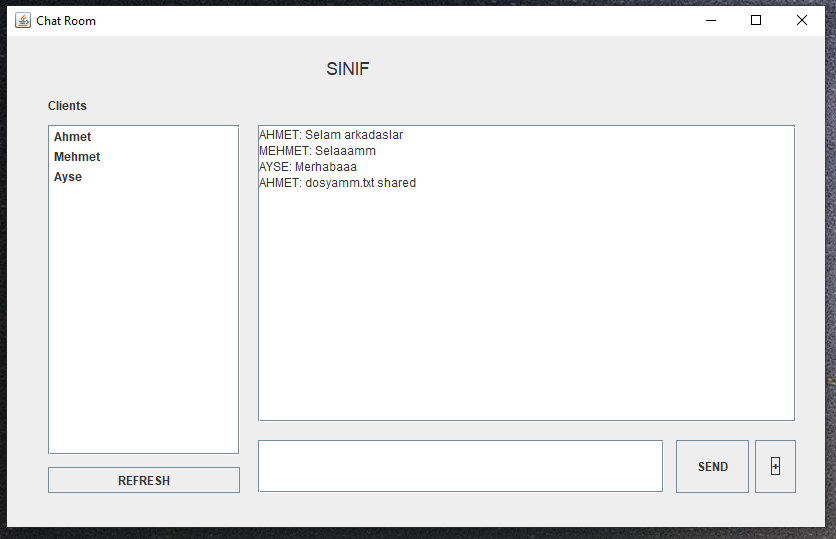 Chat Room
SINIF
Clients
Ahmet
Mehmet
Ayse
AHMET: Selam arkadaslar
MEHMET: Selaaamm
AYSE: Merhabaaa
AHMET: dosyamm.txt shared
REFRESH
SEND
+